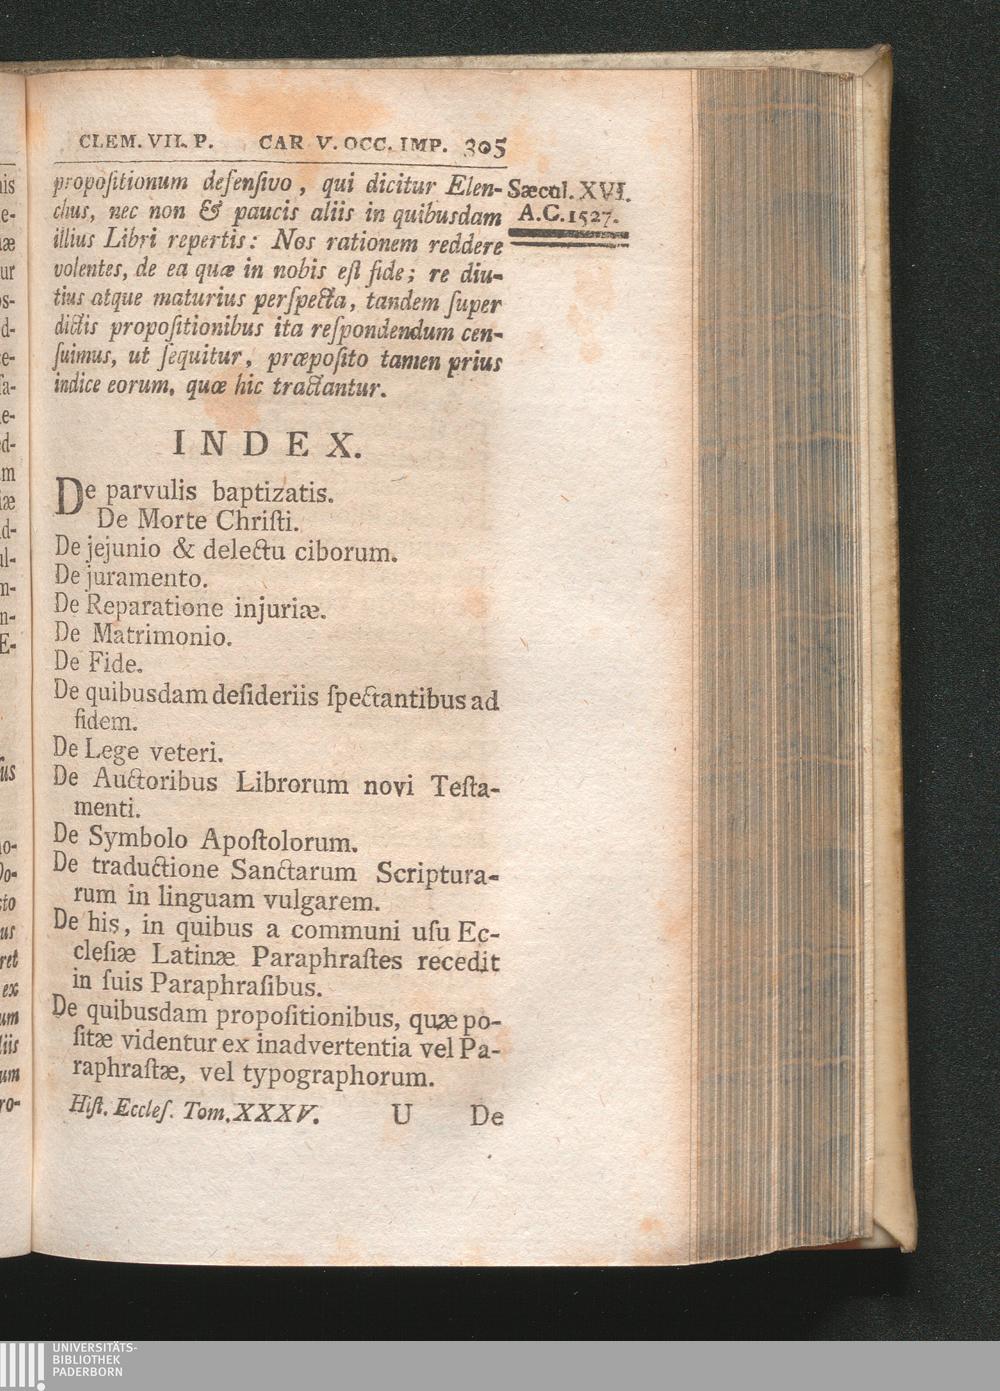 CLEM. VII. P. CAR V. OCC. IMP. 305
propoſitionum defenſivo, qui dicitur Elen-
chus, nec non & paucis aliis in quibusdam
illius Libri repertis: Nos rationem reddere
volentes, de ea quæ in nobis eſt fide; re diu-
tius atque maturius perſpecta, tandem ſuper
dictis propoſitionibus ita reſpondendum cen-
ſuimus, ut ſequitur, præpoſito tamen prius
indice eorum, quæ hic tractantur.
Sæcul. XVI.
A.C. 1527.
INDEX.
De parvulis baptizatis.
De Morte Chriſti.
De jejunio & delectu ciborum.
De juramento.
De Reparatione injuriæ.
De Matrimonio.
De Fide.
De quibusdam deſideriis ſpectantibus ad
fidem.
De Lege veteri.
De Auctoribus Librorum novi Teſta-
menti.
De Symbolo Apoſtolorum.
De traductione Sanctarum Scriptura-
rum in linguam vulgarem.
De his, in quibus a communi uſu Ec-
cleſiæ Latinæ Paraphraſtes recedit
in ſuis Paraphraſibus.
De quibusdam propoſitionibus, quæ po-
ſitæ videntur ex inadvertentia vel Pa-
raphraſtæ, vel typographorum.
Hiſt. Eccleſ. Tom. XXXV. U De
UNIVERSITÄTS-
BIBLIOTHEK
PADERBORN